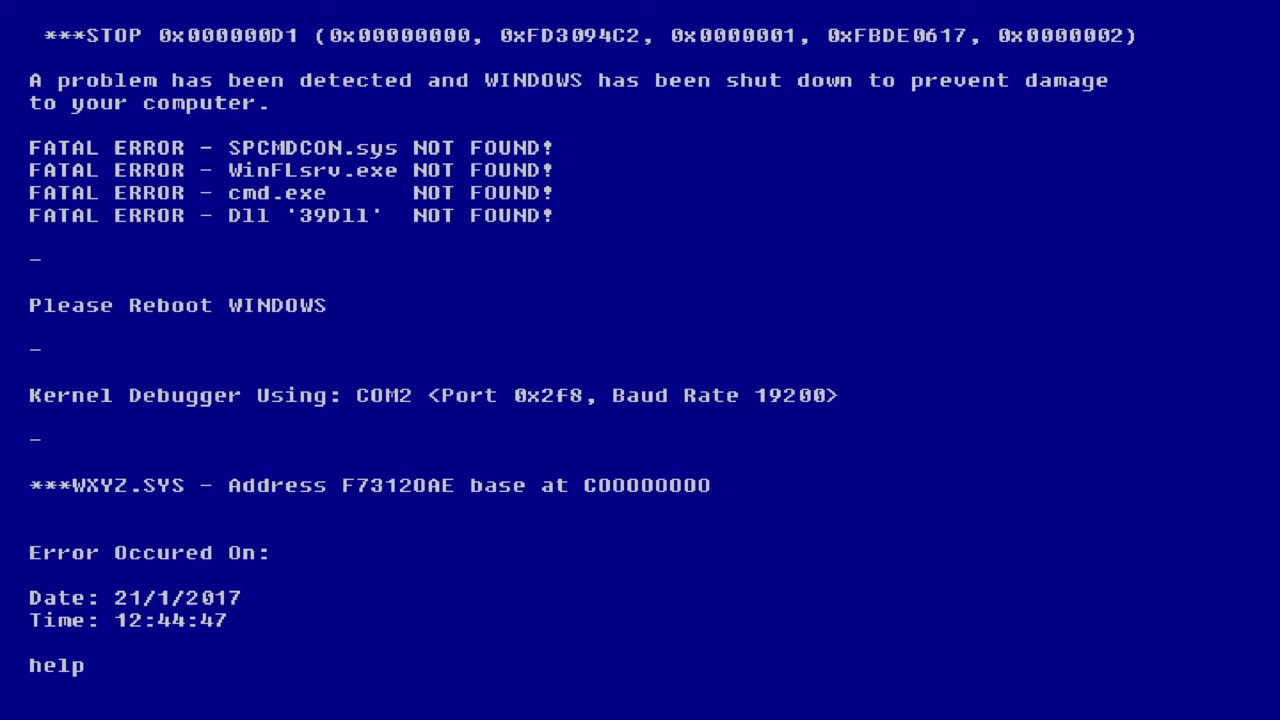 ***STOP 0x000000D1 (0x00000000, 0xFD3094C2, 0x0000001, 0xFBDE0617, 0x0000002)
A problem has been detected and WINDOWS has been shut down to prevent damage
to your computer.
FATAL ERROR - SPCMDCON.sys NOT FOUND!
FATAL ERROR - WinFLsrv.exe NOT FOUND!
FATAL ERROR - cmd.exe      NOT FOUND!
FATAL ERROR - Dll '39Dll'  NOT FOUND!
-
Please Reboot WINDOWS
-
Kernel Debugger Using: COM2 <Port 0x2f8, Baud Rate 19200>
-
***WXYZ.SYS - Address F73120AE base at C00000000
Error Occured On:
Date: 21/1/2017
Time: 12:44:47
help